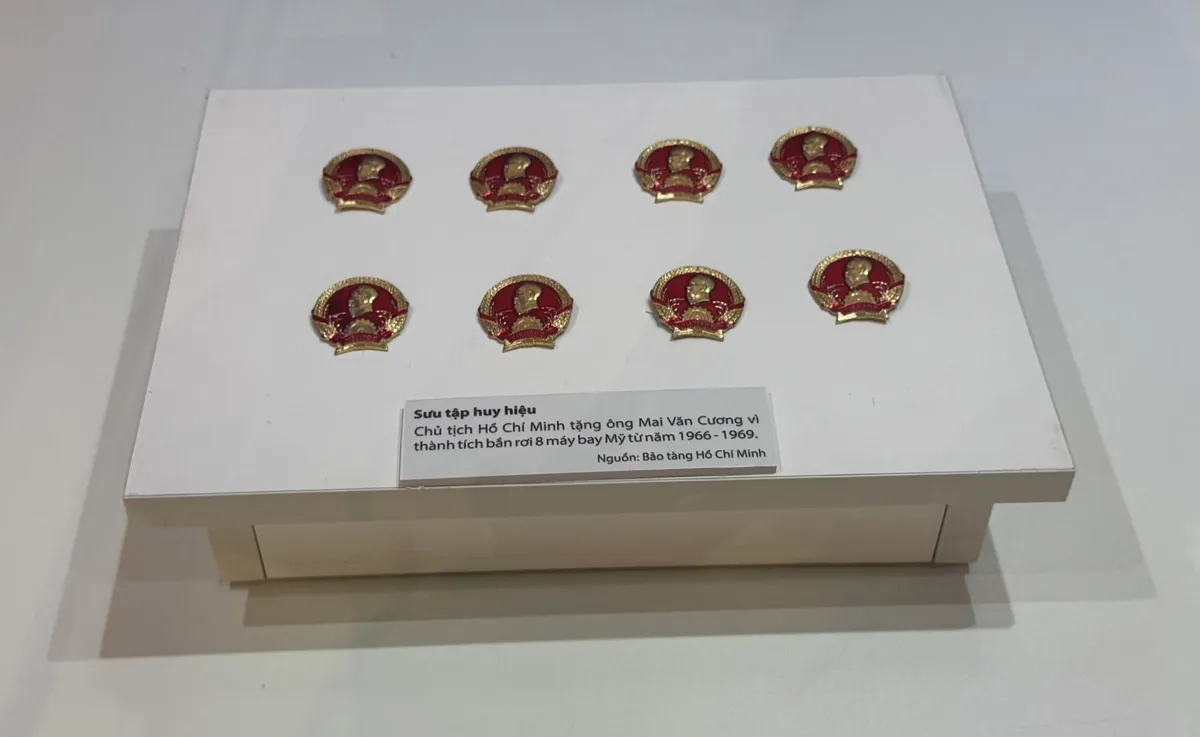 Sưu tập huy hiệu
Chủ tịch Hồ Chí Minh tặng ông Mai Văn Cương vì
thành tích bắn rơi 8 máy bay Mỹ từ năm 1966 - 1969.
Nguồn: Bảo tàng Hồ Chí Minh